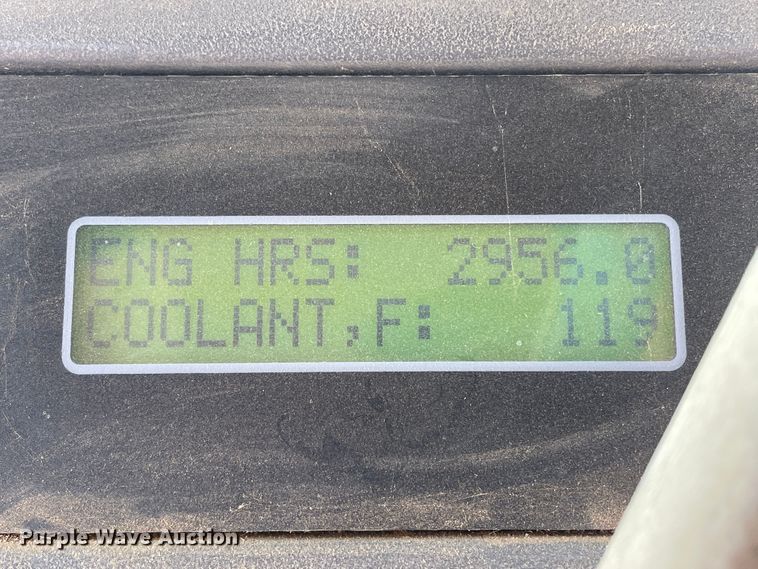 ENG HRS: 2956.0
COOLANT,F: 119
Purple Wave Auction